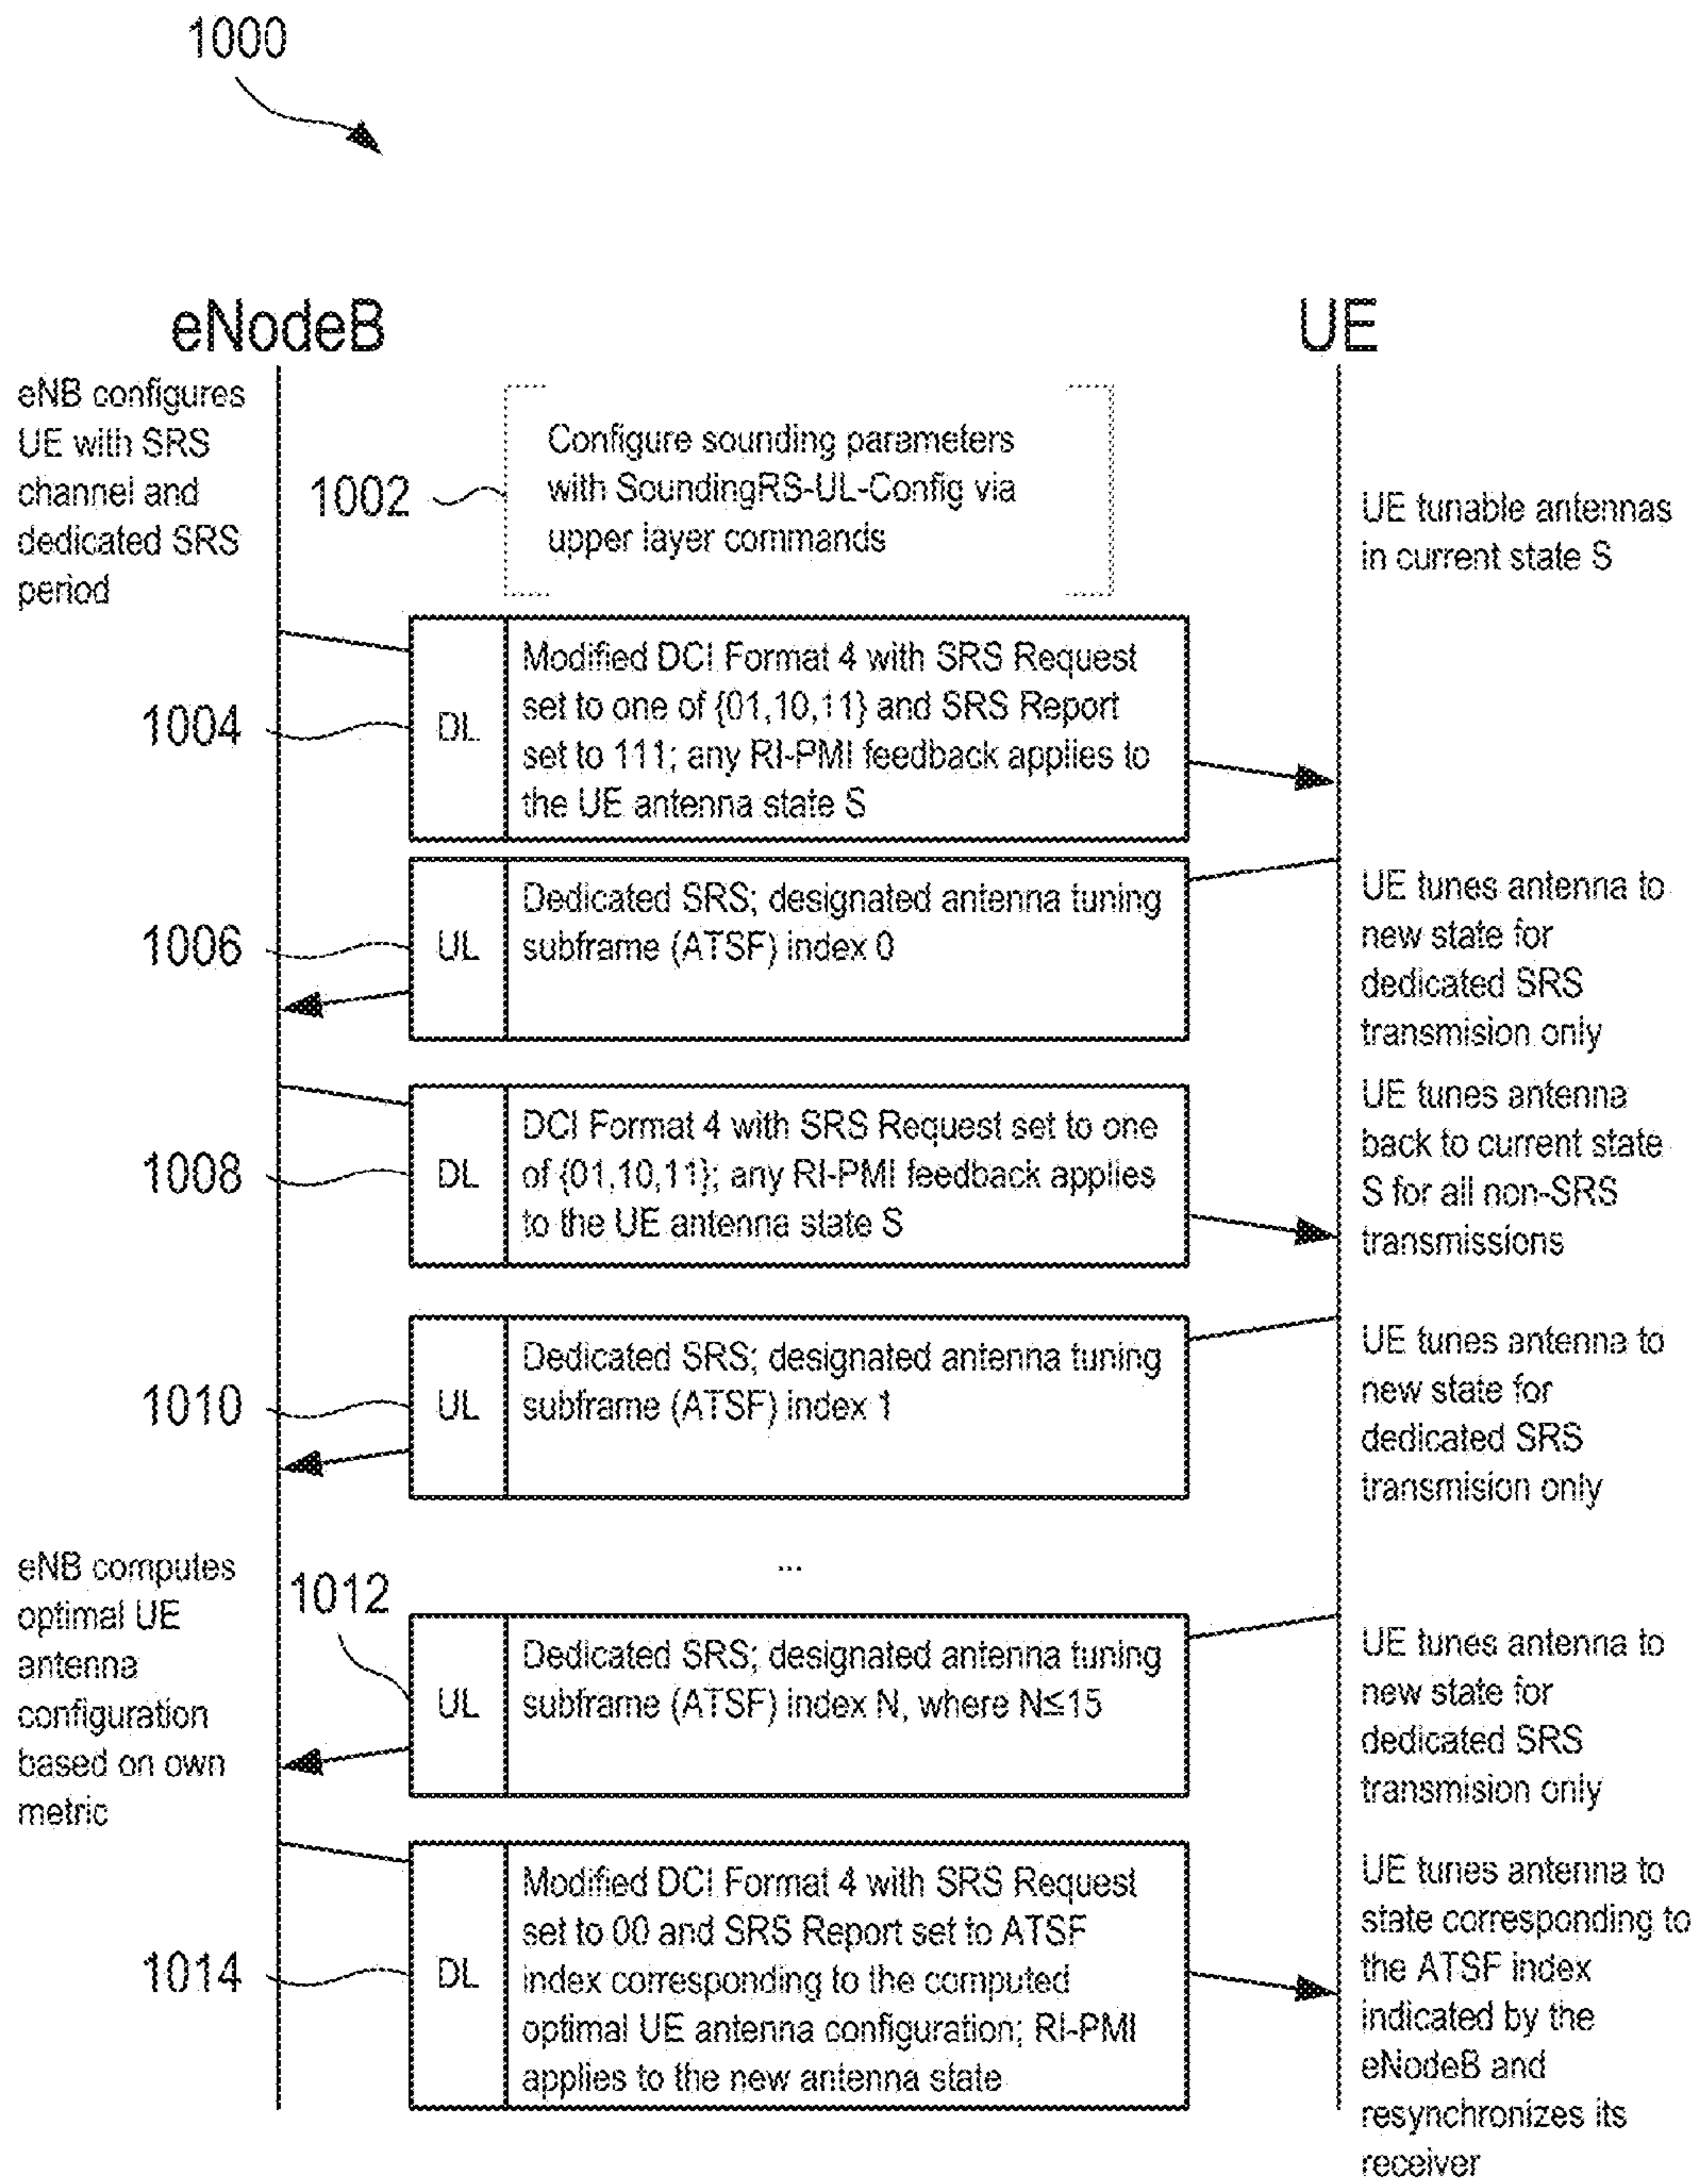 1000
eNodeB
UE
eNB configures
UE with SRS
channel and
dedicated SRS
period
1002
Configure sounding parameters
with SoundingRS-UL-Config via
upper layer commands
UE tunable antennas
in current state S
1004
DL
Modified DCI Format 4 with SRS Request
set to one of {01,10,11} and SRS Report
set to 111; any RI-PMI feedback applies to
the UE antenna state S
1006
UL
Dedicated SRS; designated antenna tuning
subframe (ATSF) index 0
UE tunes antenna to
new state for
dedicated SRS
transmision only
1008
DL
DCI Format 4 with SRS Request set to one
of {01,10,11}; any RI-PMI feedback applies
to the UE antenna state S
UE tunes antenna
back to current state
S for all non-SRS
transmissions
1010
UL
Dedicated SRS; designated antenna tuning
subframe (ATSF) index 1
UE tunes antenna to
new state for
dedicated SRS
transmision only
...
eNB computes
optimal UE
antenna
configuration
based on own
metric
1012
UL
Dedicated SRS; designated antenna tuning
subframe (ATSF) index N, where N≤15
UE tunes antenna to
new state for
dedicated SRS
transmision only
1014
DL
Modified DCI Format 4 with SRS Request
set to 00 and SRS Report set to ATSF
index corresponding to the computed
optimal UE antenna configuration; RI-PMI
applies to the new antenna state
UE tunes antenna to
state corresponding to
the ATSF index
indicated by the
eNodeB and
resynchronizes its
receiver